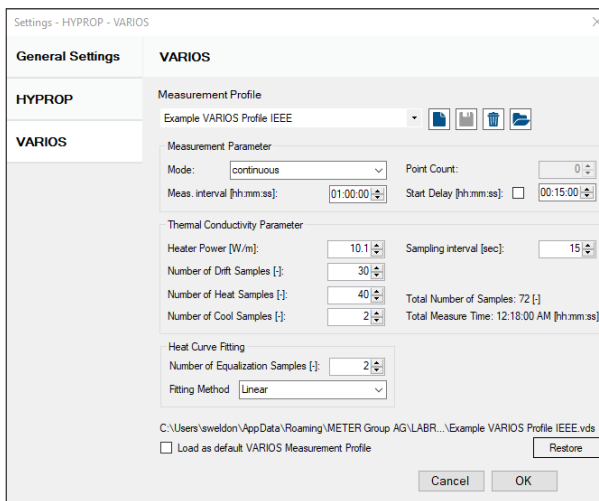 Settings - HYPROP - VARIOS
General Settings
HYPROP
VARIOS
VARIOS
Measurement Profile
Example VARIOS Profile IEEE
Measurement Parameter
Mode: continuous Point Count: 0
Meas. interval [hh:mm:ss]: 01:00:00 Start Delay [hh:mm:ss]: 00:15:00
Thermal Conductivity Parameter
Heater Power [W/m]: 10.1 Sampling interval [sec]: 15
Number of Drift Samples [-]: 30
Number of Heat Samples [-]: 40 Total Number of Samples: 72 [-]
Number of Cool Samples [-]: 2 Total Measure Time: 12:18:00 AM [hh:mm:ss]
Heat Curve Fitting
Number of Equalization Samples [-]: 2
Fitting Method Linear
C:\Users\sweldon\AppData\Roaming\METER Group AG\LABR...\Example VARIOS Profile IEEE.vds
Load as default VARIOS Measurement Profile Restore
Cancel OK